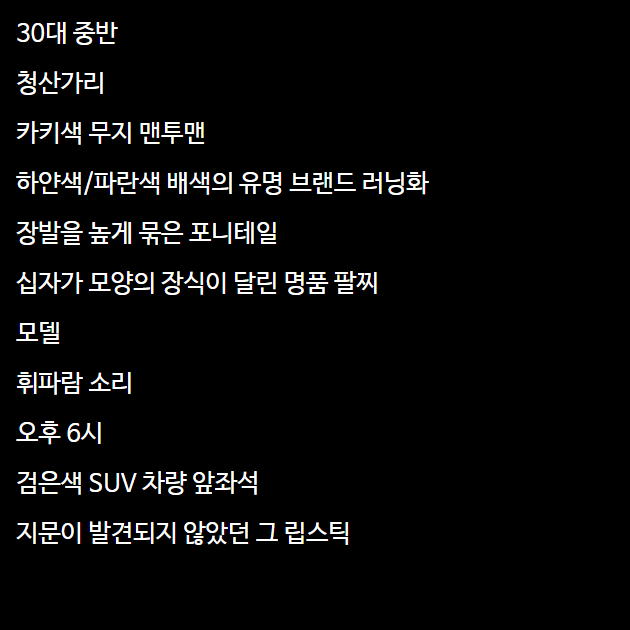 30대 중반
청산가리
카키색 무지 맨투맨
하얀색/파란색 배색의 유명 브랜드 러닝화
장발을 높게 묶은 포니테일
십자가 모양의 장식이 달린 명품 팔찌
모델
휘파람 소리
오후 6시
검은색 SUV 차량 앞좌석
지문이 발견되지 않았던 그 립스틱